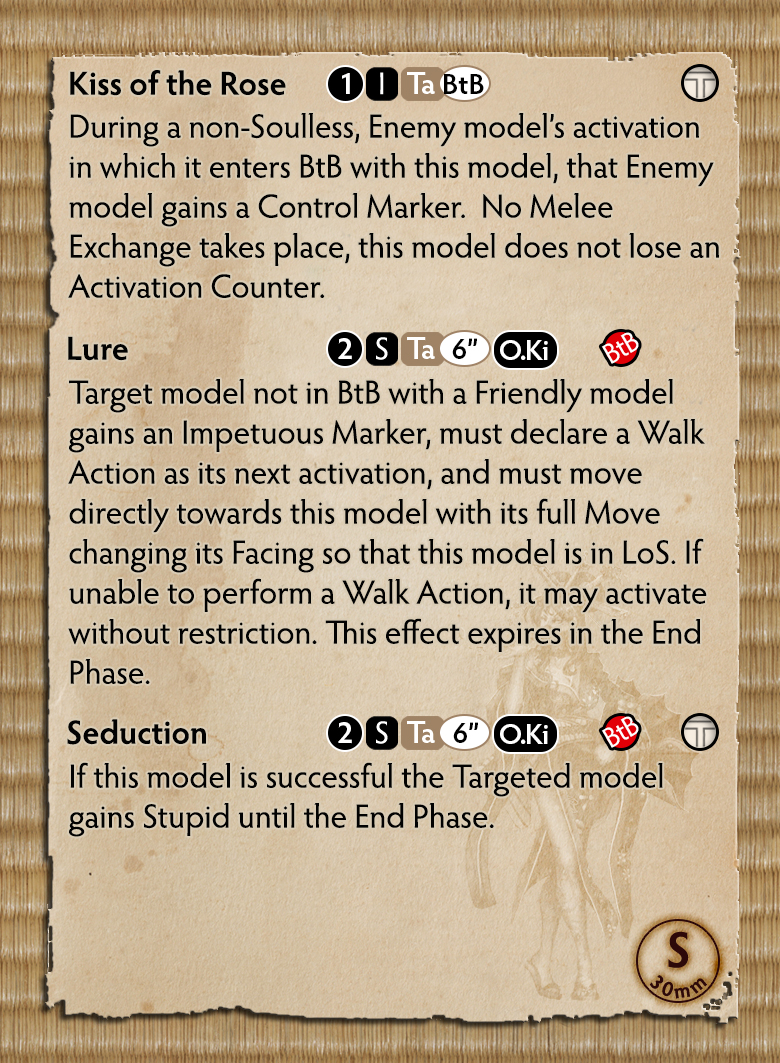 Kiss of the Rose 1 I Ta BtB T
During a non-Soulless, Enemy model's activation
in which it enters BtB with this model, that Enemy
model gains a Control Marker.  No Melee
Exchange takes place, this model does not lose an
Activation Counter.
Lure 2 S Ta 6" O.Ki BtB
Target model not in BtB with a Friendly model
gains an Impetuous Marker, must declare a Walk
Action as its next activation, and must move
directly towards this model with its full Move
changing its Facing so that this model is in LoS. If
unable to perform a Walk Action, it may activate
without restriction. This effect expires in the End
Phase.
Seduction 2 S Ta 6" O.Ki BtB T
If this model is successful the Targeted model
gains Stupid until the End Phase.
S
30mm